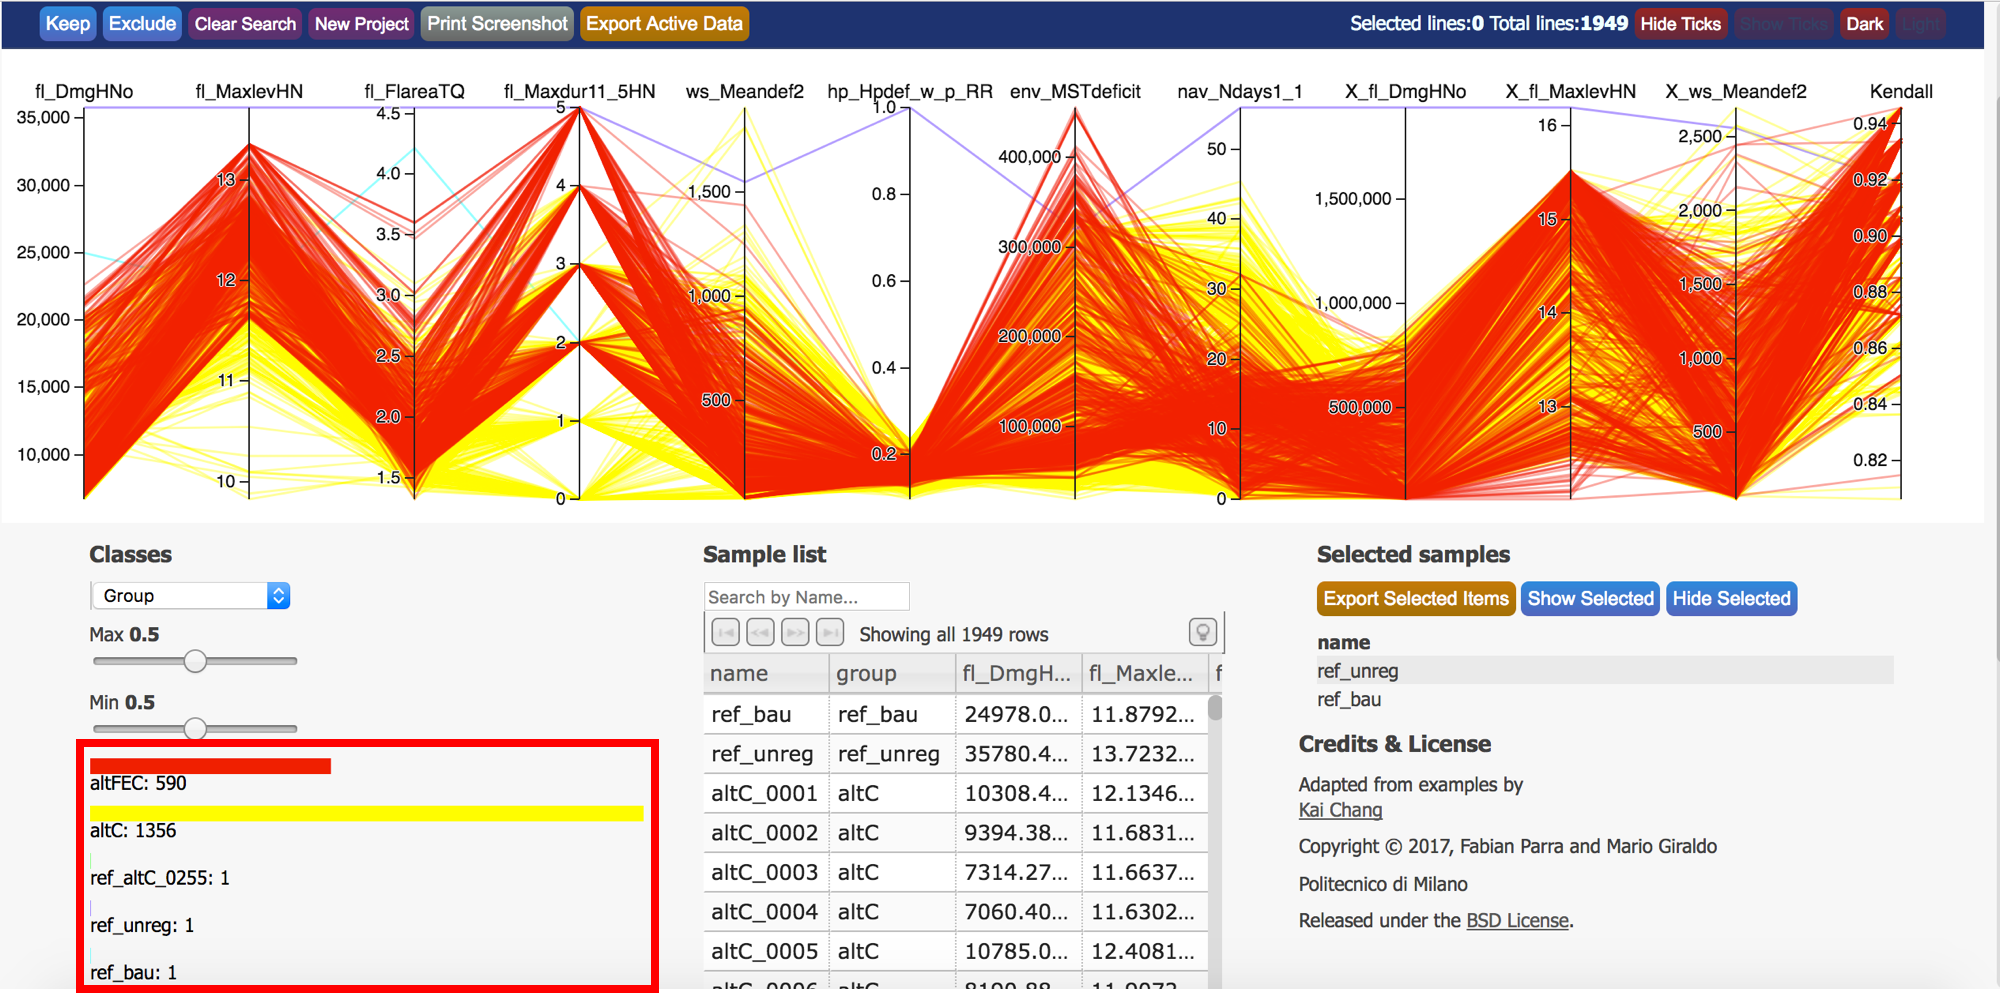 Keep Exclude Clear Search New Project Print Screenshot Export Active Data Selected lines:0 Total lines:1949 Hide Ticks Show Ticks Dark Light
fl_DmgHNo fl_MaxlevHN fl_FlareaTQ fl_Maxdur11_5HN ws_Meandef2 hp_Hpdef_w_p_RR env_MSTdeficit nav_Ndays1_1 X_fl_DmgHNo X_fl_MaxlevHN X_ws_Meandef2 Kendall
35,000
30,000
25,000
20,000
15,000
10,000
13
12
11
10
4.5
4.0
3.5
3.0
2.5
2.0
1.5
5
4
3
2
1
0
1,500
1,000
500
1.0
0.8
0.6
0.4
0.2
400,000
300,000
200,000
100,000
50
40
30
20
10
0
1,500,000
1,000,000
500,000
16
15
14
13
2,500
2,000
1,500
1,000
500
0.94
0.92
0.90
0.88
0.86
0.84
0.82
Classes
Group
Max 0.5
Min 0.5
altFEC: 590
altC: 1356
ref_altC_0255: 1
ref_unreg: 1
ref_bau: 1
Sample list
Search by Name...
Showing all 1949 rows
name group fl_DmgH... fl_Maxle... f
ref_bau ref_bau 24978.0... 11.8792...
ref_unreg ref_unreg 35780.4... 13.7232...
altC_0001 altC 10308.4... 12.1346...
altC_0002 altC 9394.38... 11.6831...
altC_0003 altC 7314.27... 11.6637...
altC_0004 altC 7060.40... 11.6302...
altC_0005 altC 10785.0... 12.4081...
Selected samples
Export Selected Items Show Selected Hide Selected
name
ref_unreg
ref_bau
Credits & License
Adapted from examples by
Kai Chang
Copyright © 2017, Fabian Parra and Mario Giraldo
Politecnico di Milano
Released under the BSD License.